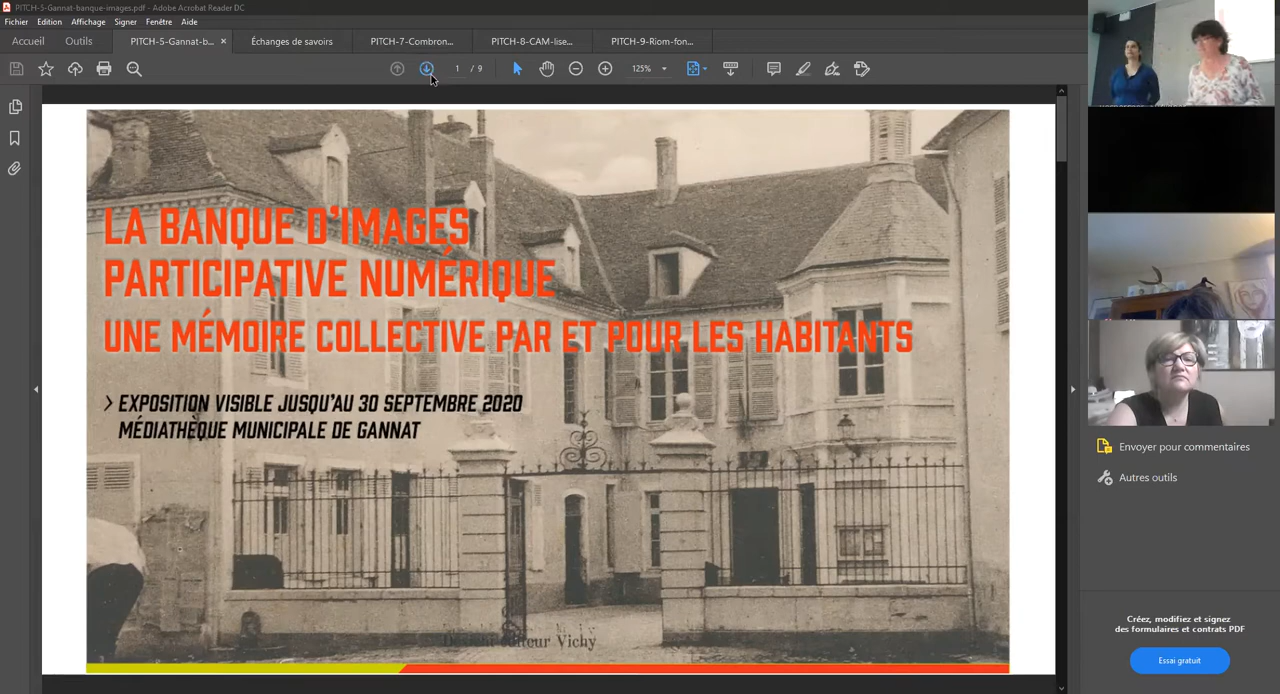 PITCH-5-Gannat-banque-images.pdf - Adobe Acrobat Reader DC
Fichier Edition Affichage Signer Fenêtre Aide
Accueil Outils PITCH-5-Gannat-b... × Échanges de savoirs PITCH-7-Combron... PITCH-8-CAM-lise... PITCH-9-Riom-fon...
1 / 9 125%
LA BANQUE D'IMAGES
PARTICIPATIVE NUMÉRIQUE
UNE MÉMOIRE COLLECTIVE PAR ET POUR LES HABITANTS
> EXPOSITION VISIBLE JUSQU'AU 30 SEPTEMBRE 2020
MÉDIATHÈQUE MUNICIPALE DE GANNAT
Vichy
Envoyer pour commentaires
Autres outils
Créez, modifiez et signez
des formulaires et contrats PDF
Essai gratuit